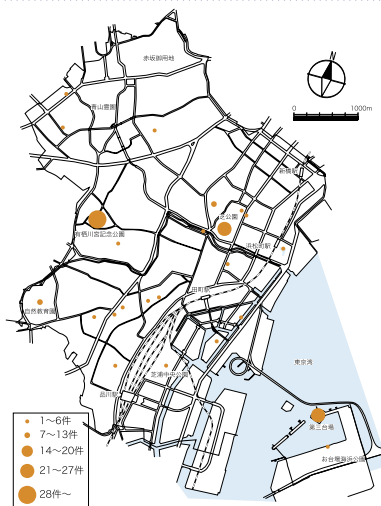 赤坂御用地
N
青山霊園
0 1000m
新橋駅
芝公園
有栖川宮記念公園
浜松町駅
田町駅
自然教育園
東京湾
芝浦中央公園
品川駅
第三台場
お台場海浜公園
1〜6件
7〜13件
14〜20件
21〜27件
28件〜